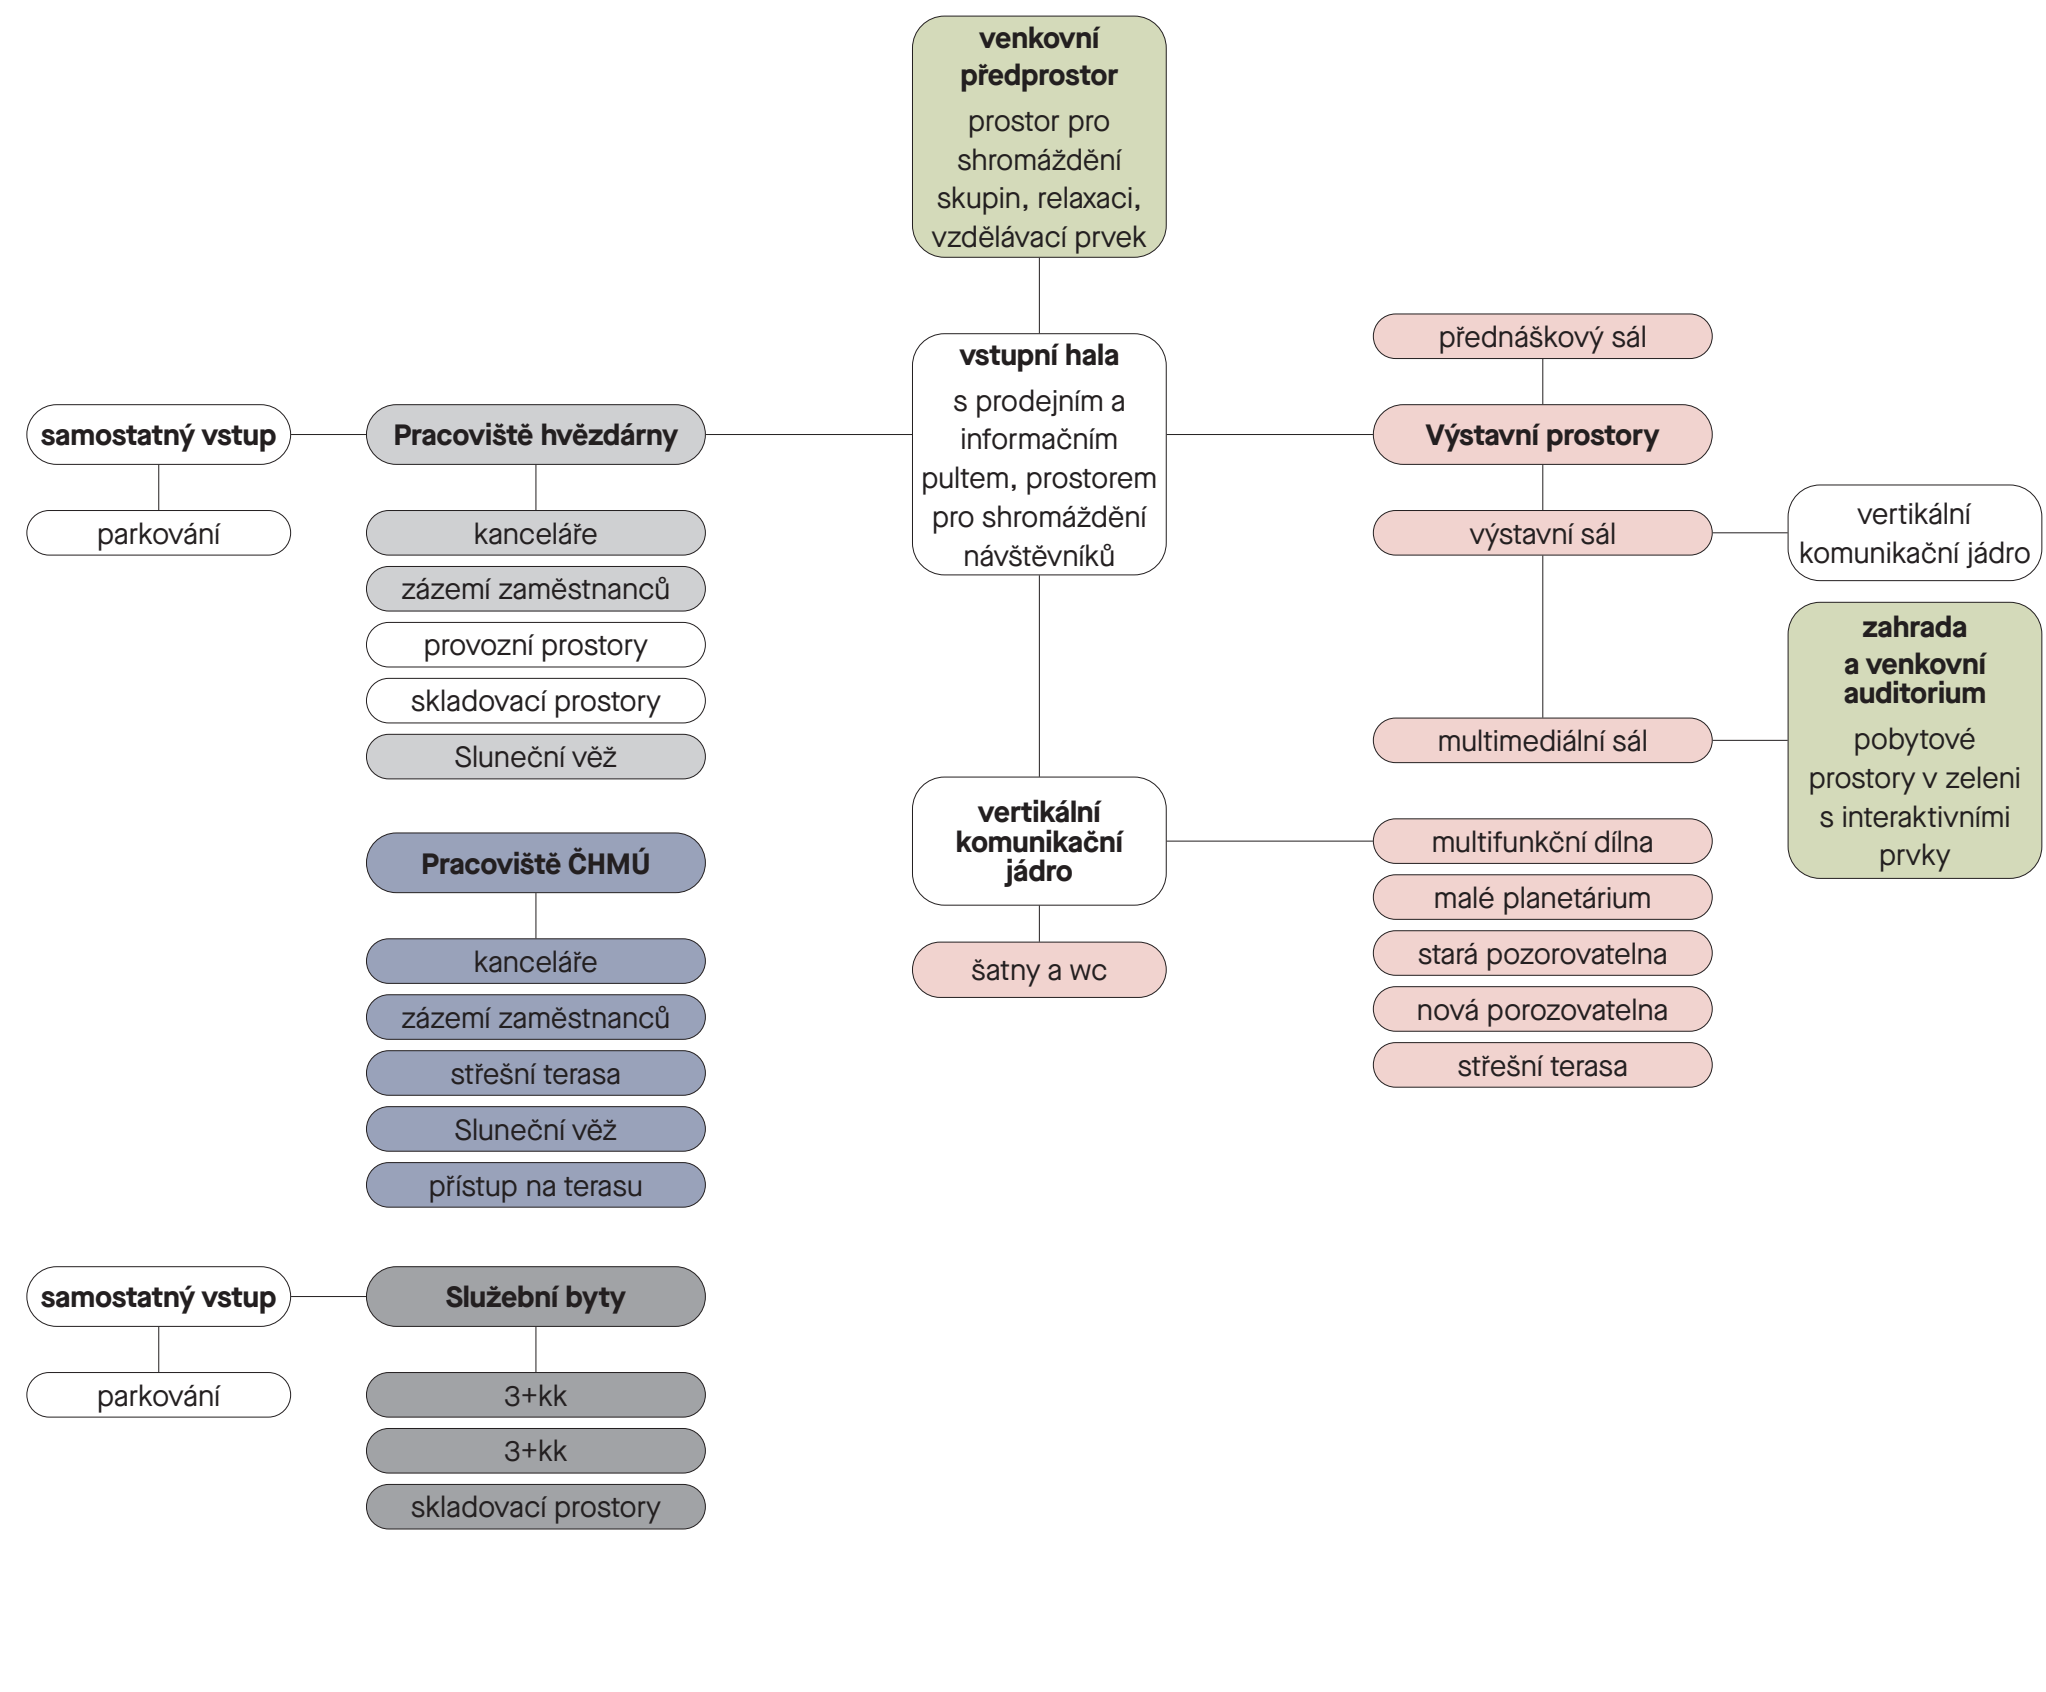 venkovní
předprostor
prostor pro
shromáždění
skupin, relaxaci,
vzdělávací prvek
vstupní hala
s prodejním a
informačním
pultem, prostorem
pro shromáždění
návštěvníků
samostatný vstup
parkování
Pracoviště hvězdárny
kanceláře
zázemí zaměstnanců
provozní prostory
skladovací prostory
Sluneční věž
přednáškový sál
Výstavní prostory
výstavní sál
vertikální
komunikační jádro
multimediální sál
zahrada
a venkovní
auditorium
pobytové
prostory v zeleni
s interaktivními
prvky
vertikální
komunikační
jádro
šatny a wc
multifunkční dílna
malé planetárium
stará pozorovatelna
nová porozovatelna
střešní terasa
Pracoviště ČHMÚ
kanceláře
zázemí zaměstnanců
střešní terasa
Sluneční věž
přístup na terasu
samostatný vstup
parkování
Služební byty
3+kk
3+kk
skladovací prostory